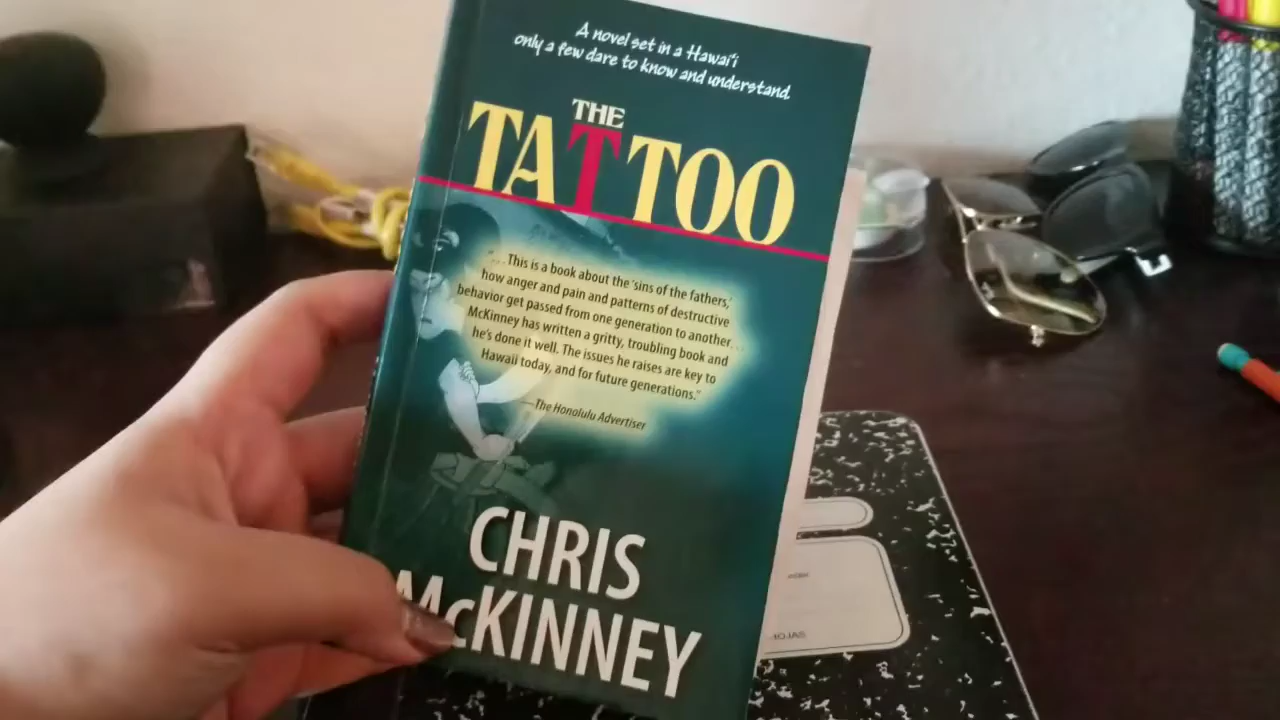 A novel set in a Hawai'i
only a few dare to know and understand
THE
TATTOO
"...This is a book about the 'sins of the fathers,'
how anger and pain and patterns of destructive
behavior get passed from one generation to another...
McKinney has written a gritty, troubling book and
he's done it well. The issues he raises are key to
Hawaii today, and for future generations."
—The Honolulu Advertiser
CHRIS
McKINNEY